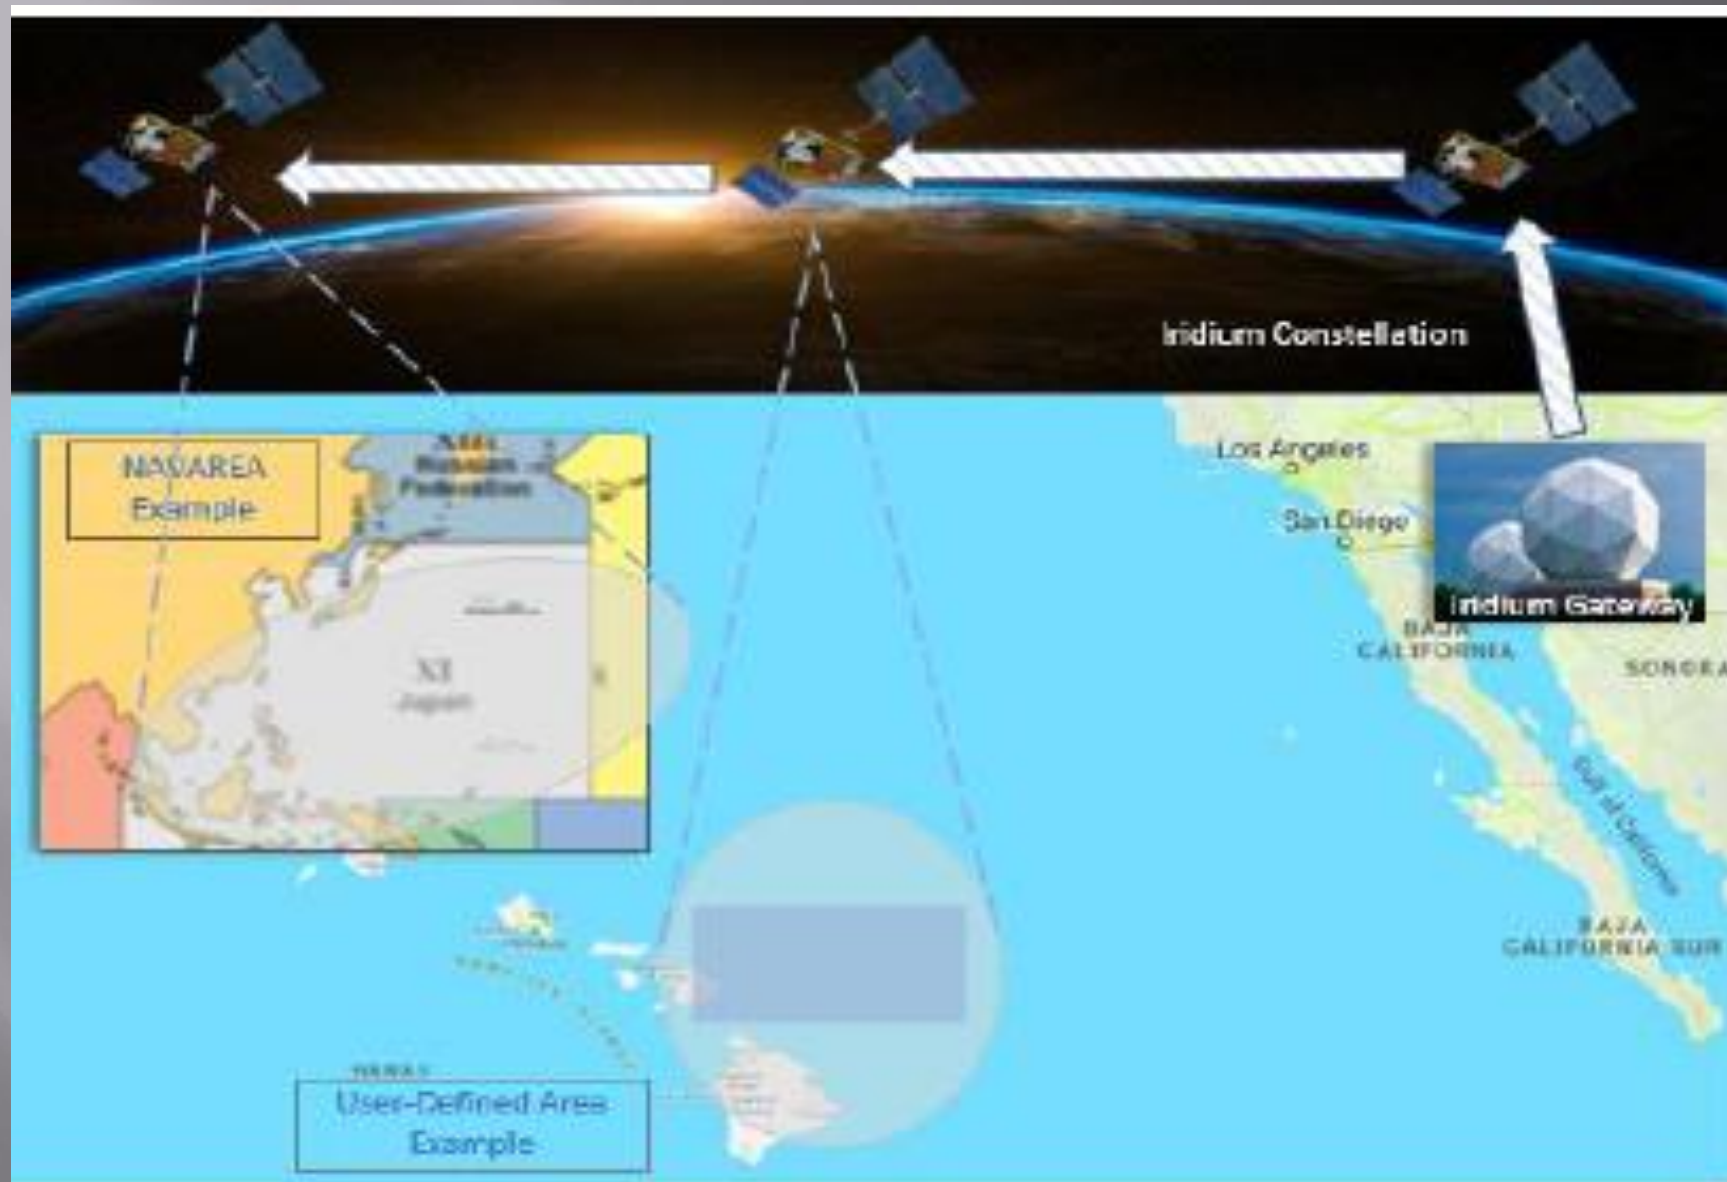 Iridium Constellation
NAVAREA
Example
Russian
Federation
XI
Japan
Los Angeles
San Diego
Iridium Gateway
BAJA
CALIFORNIA
SONORA
Gulf of California
BAJA
CALIFORNIA SUR
User-Defined Area
Example